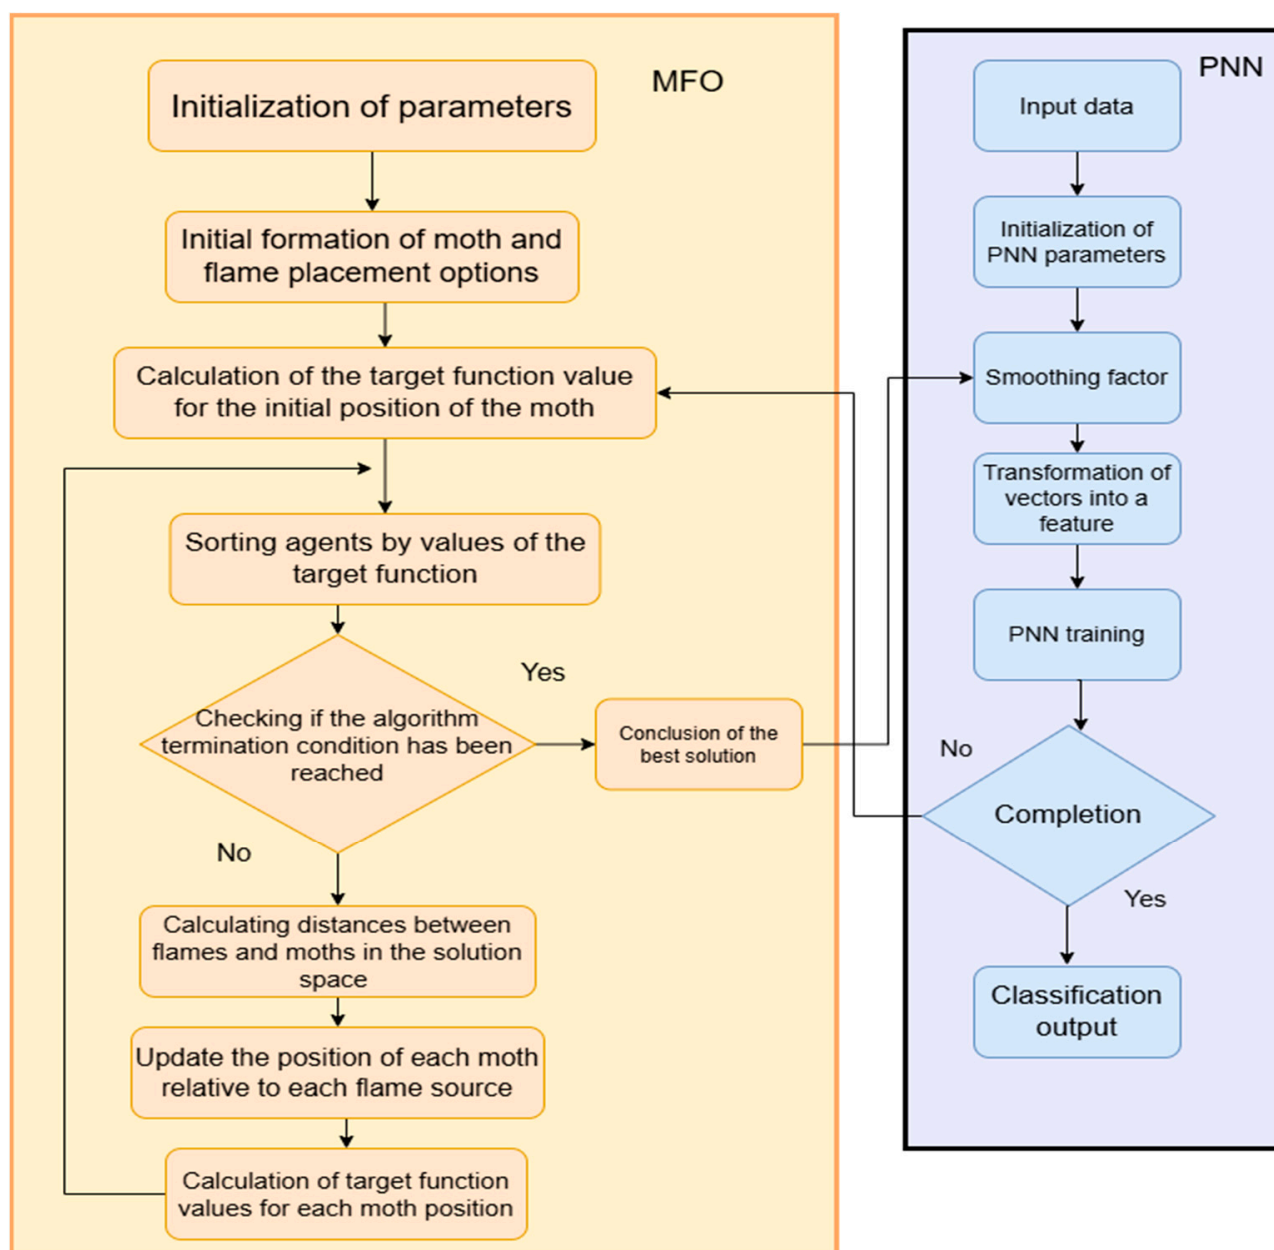 MFO
Initialization of parameters
Initial formation of moth and
flame placement options
Calculation of the target function value
for the initial position of the moth
Sorting agents by values of the
target function
Checking if the algorithm
termination condition has been
reached
Yes
Conclusion of the
best solution
No
Calculating distances between
flames and moths in the solution
space
Update the position of each moth
relative to each flame source
Calculation of target function
values for each moth position
PNN
Input data
Initialization of
PNN parameters
Smoothing factor
Transformation of
vectors into a
feature
PNN training
No
Completion
Yes
Classification
output